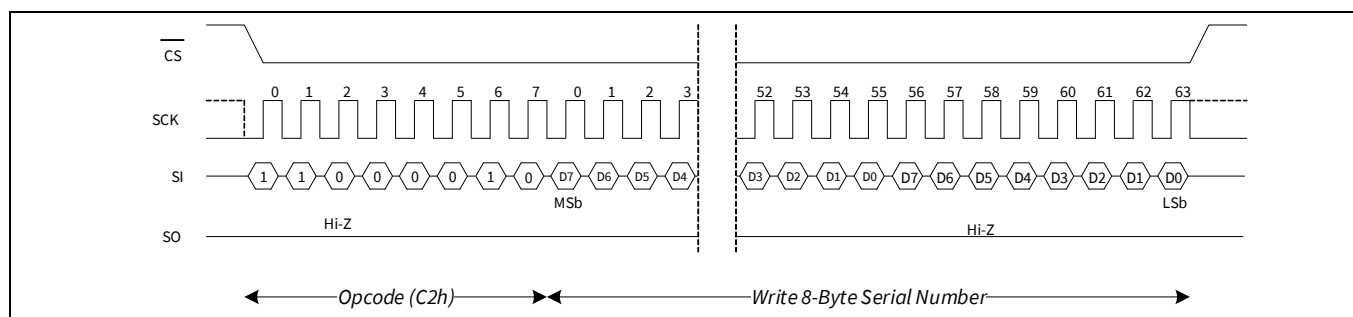 CS
0 1 2 3 4 5 6 7 0 1 2 3 52 53 54 55 56 57 58 59 60 61 62 63
SCK
SI 1 1 0 0 0 0 1 0 D7 D6 D5 D4 D3 D2 D1 D0 D7 D6 D5 D4 D3 D2 D1 D0
MSb LSb
Hi-Z Hi-Z
SO
Opcode (C2h) Write 8-Byte Serial Number